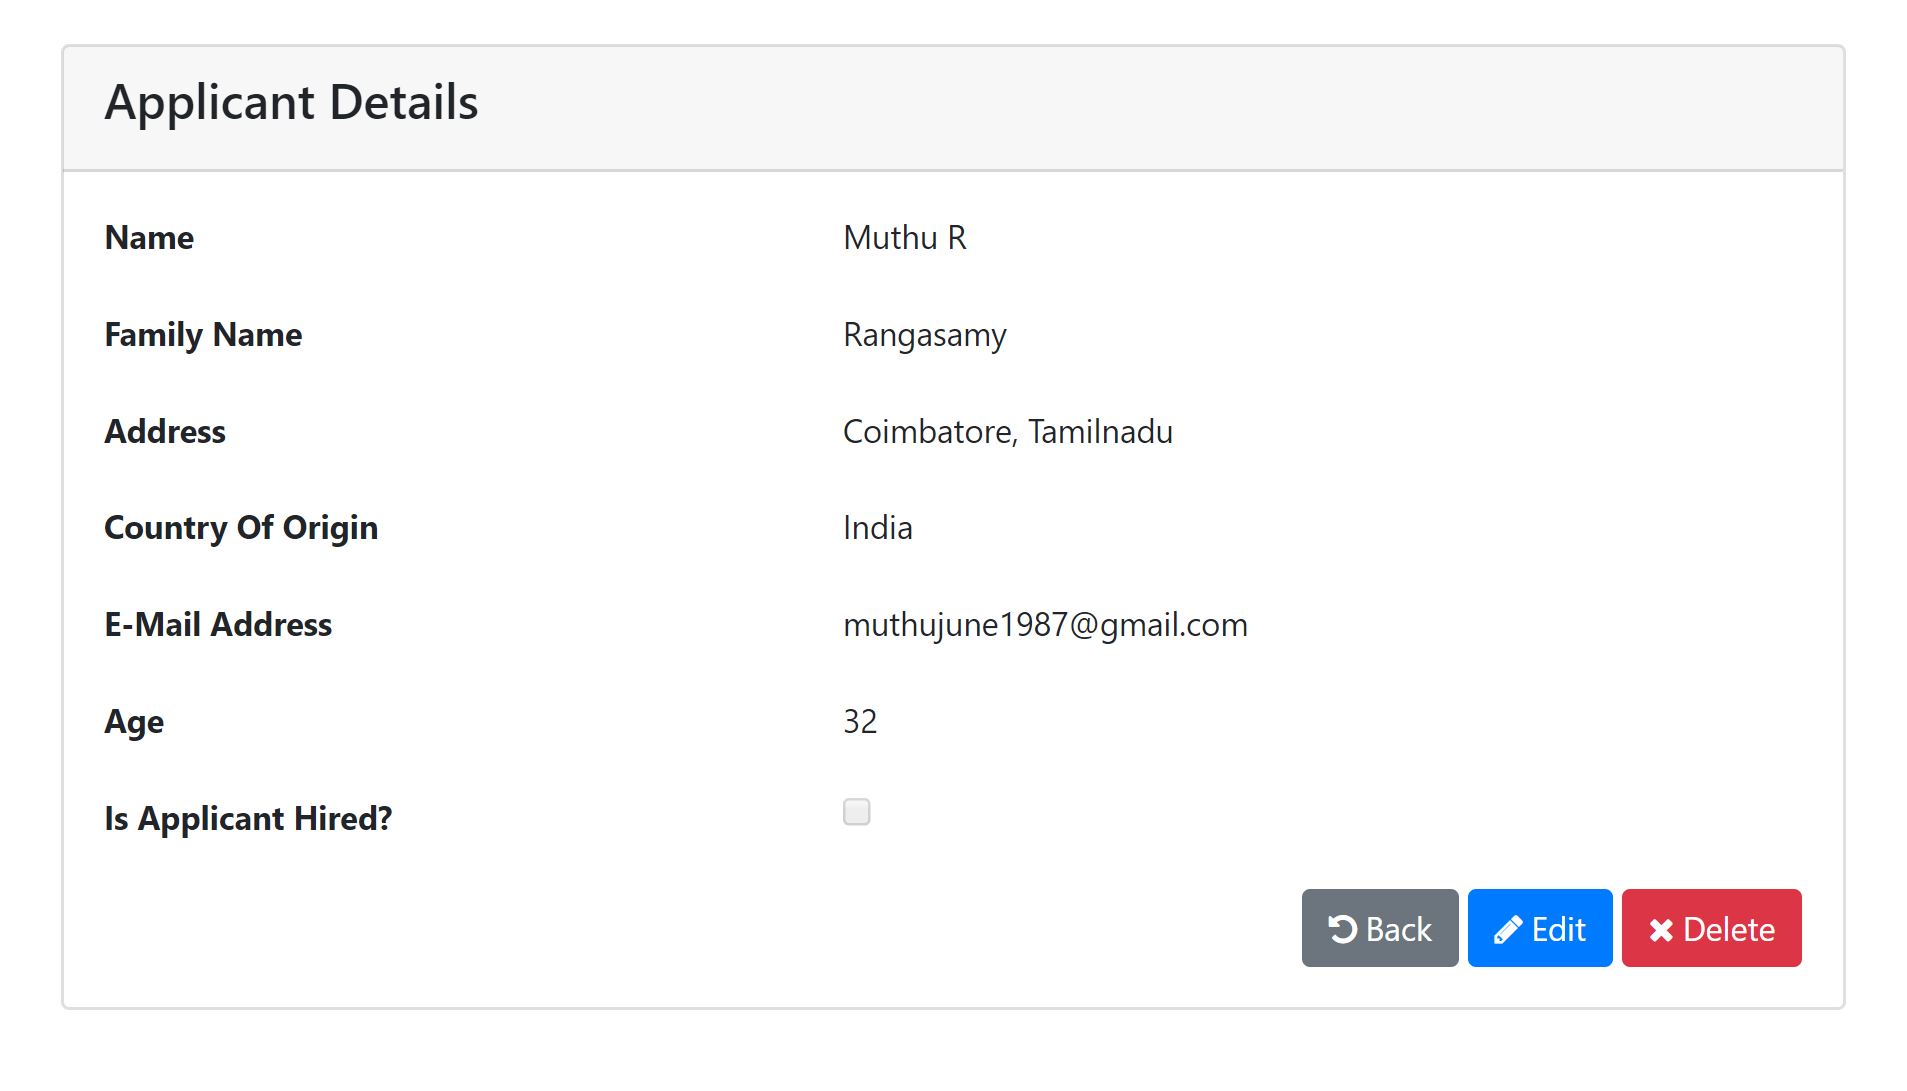 Applicant Details
Name Muthu R
Family Name Rangasamy
Address Coimbatore, Tamilnadu
Country Of Origin India
E-Mail Address muthujune1987@gmail.com
Age 32
Is Applicant Hired?
Back Edit Delete